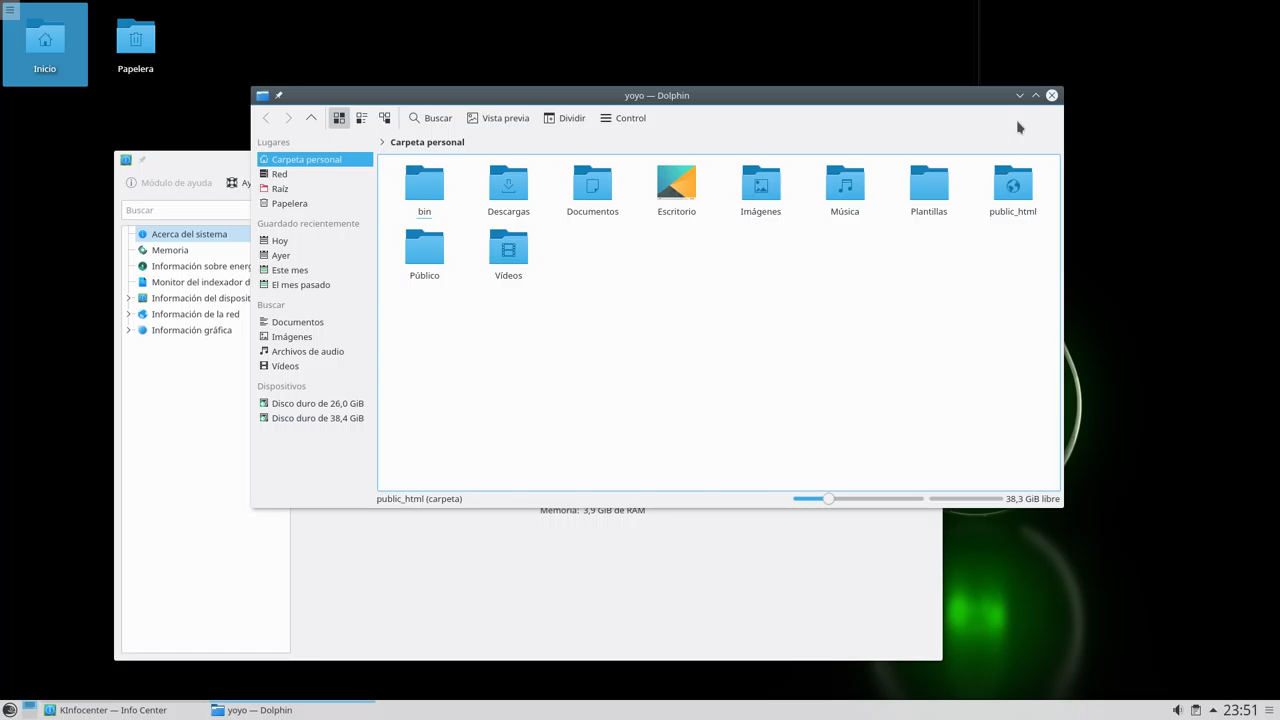 Inicio
Papelera
yoyo — Dolphin
Buscar
Vista previa
Dividir
Control
Lugares
Carpeta personal
Red
Raíz
Papelera
Guardado recientemente
Hoy
Ayer
Este mes
El mes pasado
Buscar
Documentos
Imágenes
Archivos de audio
Vídeos
Dispositivos
Disco duro de 26,0 GiB
Disco duro de 38,4 GiB
Carpeta personal
bin
Descargas
Documentos
Escritorio
Imágenes
Música
Plantillas
public_html
Público
Vídeos
public_html (carpeta)
38,3 GiB libre
Módulo de ayuda
Ay
Buscar
Acerca del sistema
Memoria
Información sobre energ
Monitor del indexador d
Información del disposit
Información de la red
Información gráfica
Memoria: 3,9 GiB de RAM
KInfocenter — Info Center
yoyo — Dolphin
23:51